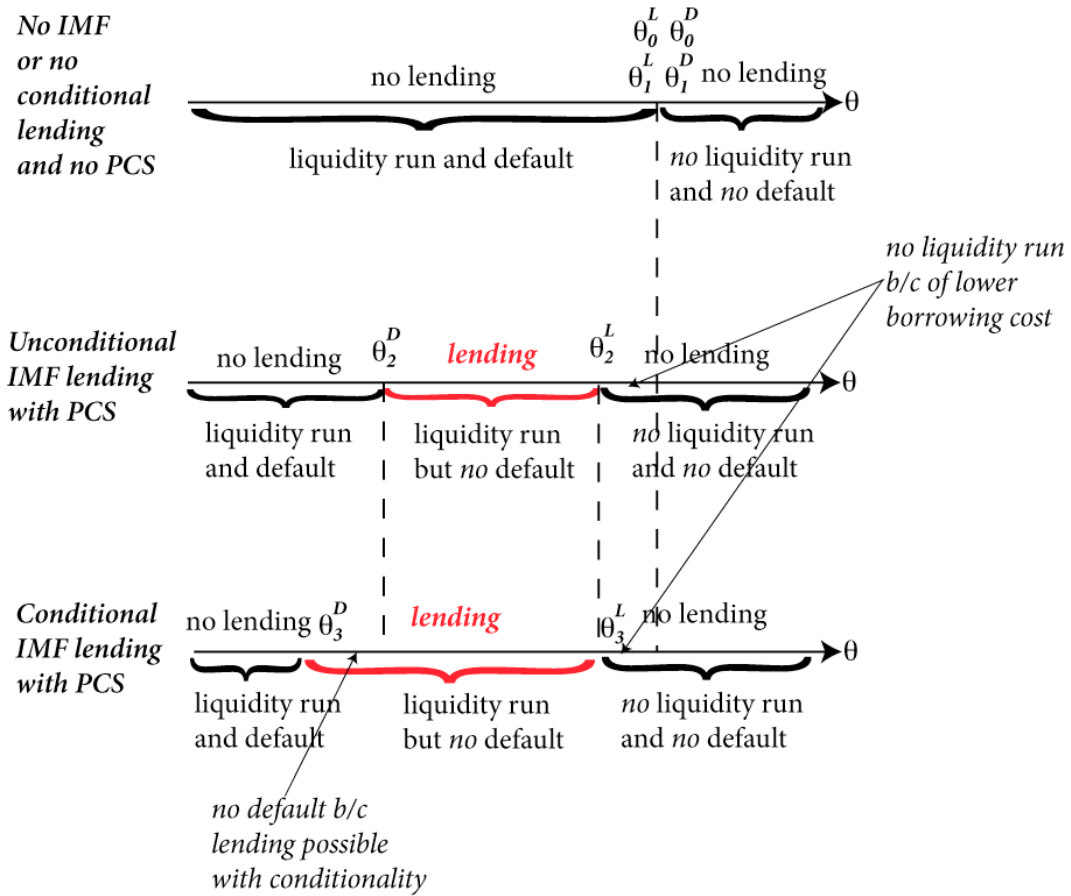 No IMF
or no
conditional
lending
and no PCS
θ₀ᴸ θ₀ᴰ
θ₁ᴸ θ₁ᴰ
no lending
no lending
θ
liquidity run and default
no liquidity run
and no default
no liquidity run
b/c of lower
borrowing cost
Unconditional
IMF lending
with PCS
no lending
θ₂ᴰ
lending
θ₂ᴸ
no lending
θ
liquidity run
and default
liquidity run
but no default
no liquidity run
and no default
Conditional
IMF lending
with PCS
no lending
θ₃ᴰ
lending
θ₃ᴸ
no lending
θ
liquidity run
and default
liquidity run
but no default
no liquidity run
and no default
no default b/c
lending possible
with conditionality